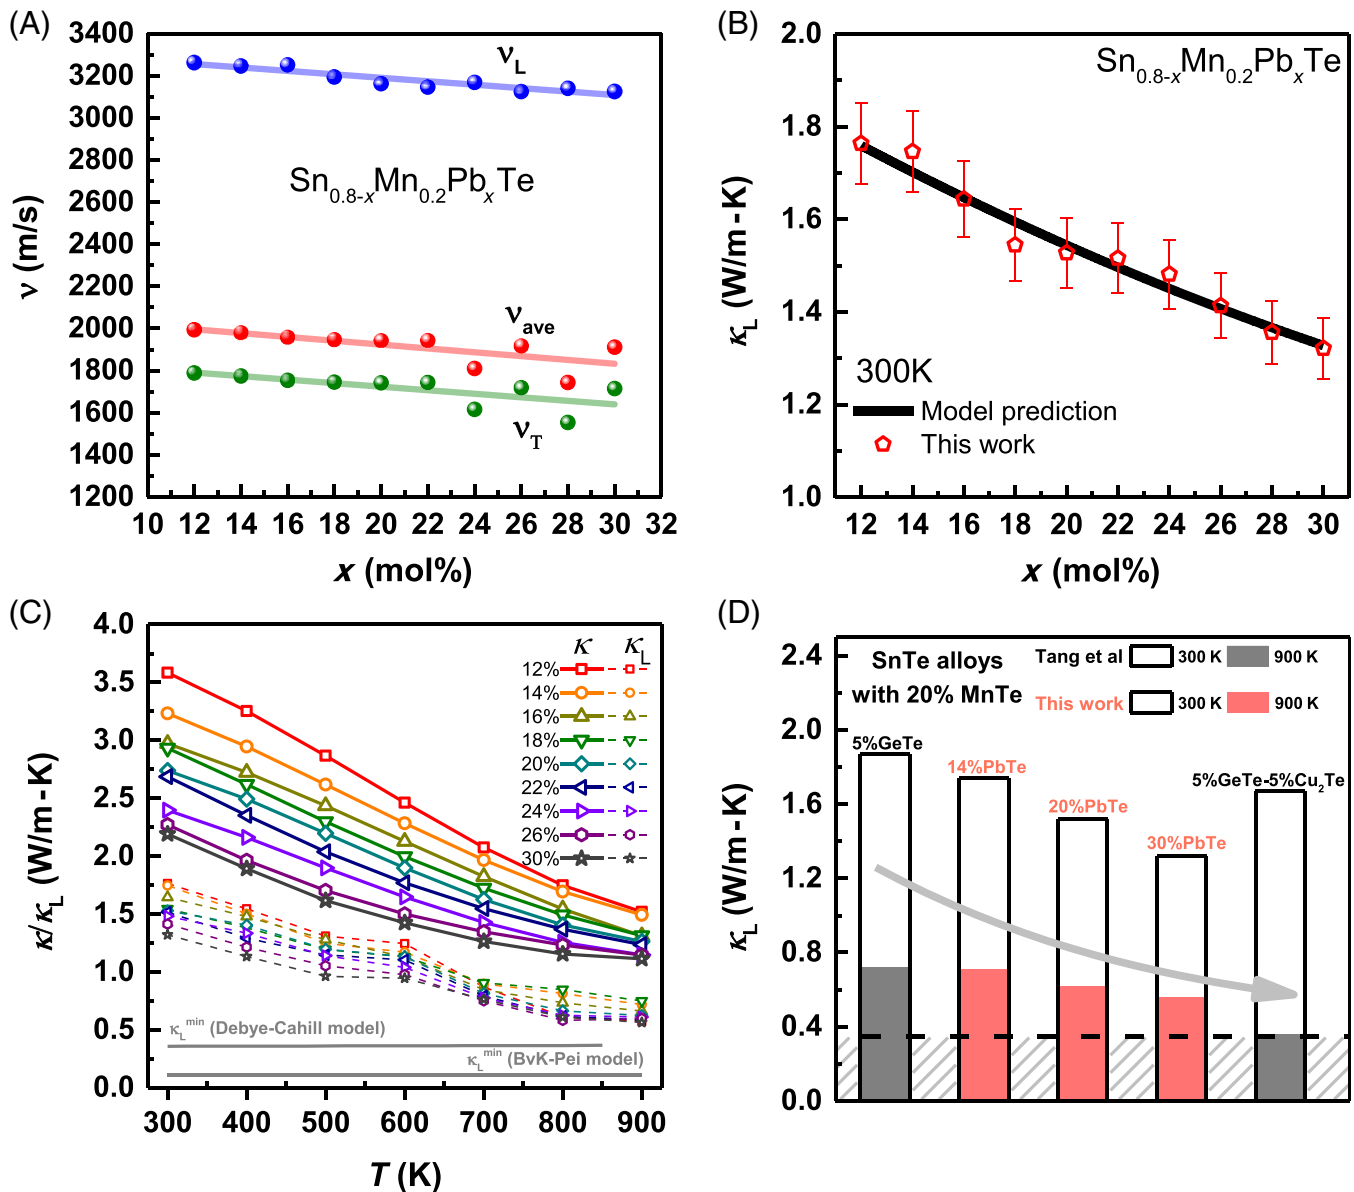 (A)
3400
3200
3000
2800
2600
2400
2200
2000
1800
1600
1400
1200
ν (m/s)
νL
Sn0.8-xMn0.2PbxTe
νave
νT
10 12 14 16 18 20 22 24 26 28 30 32
x (mol%)
(B)
2.0
1.8
1.6
1.4
1.2
1.0
κL (W/m-K)
Sn0.8-xMn0.2PbxTe
300K
Model prediction
This work
12 14 16 18 20 22 24 26 28 30
x (mol%)
(C)
4.0
3.5
3.0
2.5
2.0
1.5
1.0
0.5
0.0
κ/κL (W/m-K)
κ κL
12%
14%
16%
18%
20%
22%
24%
26%
30%
κLmin (Debye-Cahill model)
κLmin (BvK-Pei model)
300 400 500 600 700 800 900
T (K)
(D)
2.4
2.0
1.6
1.2
0.8
0.4
0.0
κL (W/m-K)
SnTe alloys
with 20% MnTe
Tang et al 300 K 900 K
This work 300 K 900 K
5%GeTe
14%PbTe
20%PbTe
30%PbTe
5%GeTe-5%Cu2Te